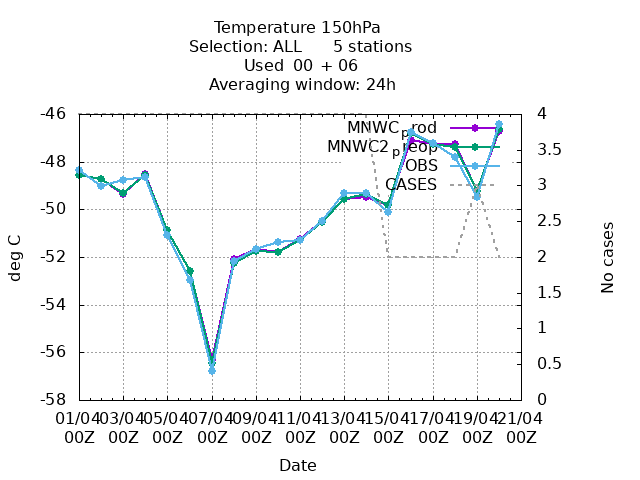 Temperature 150hPa
Selection: ALL 5 stations
Used 00 + 06
Averaging window: 24h
-46
-48
-50
-52
-54
-56
-58
deg C
4
3.5
3
2.5
2
1.5
1
0.5
0
No cases
MNWC_prod
MNWC2_preop
OBS
CASES
01/04 03/04 05/04 07/04 09/04 11/04 13/04 15/04 17/04 19/04 21/04
00Z 00Z 00Z 00Z 00Z 00Z 00Z 00Z 00Z 00Z 00Z
Date